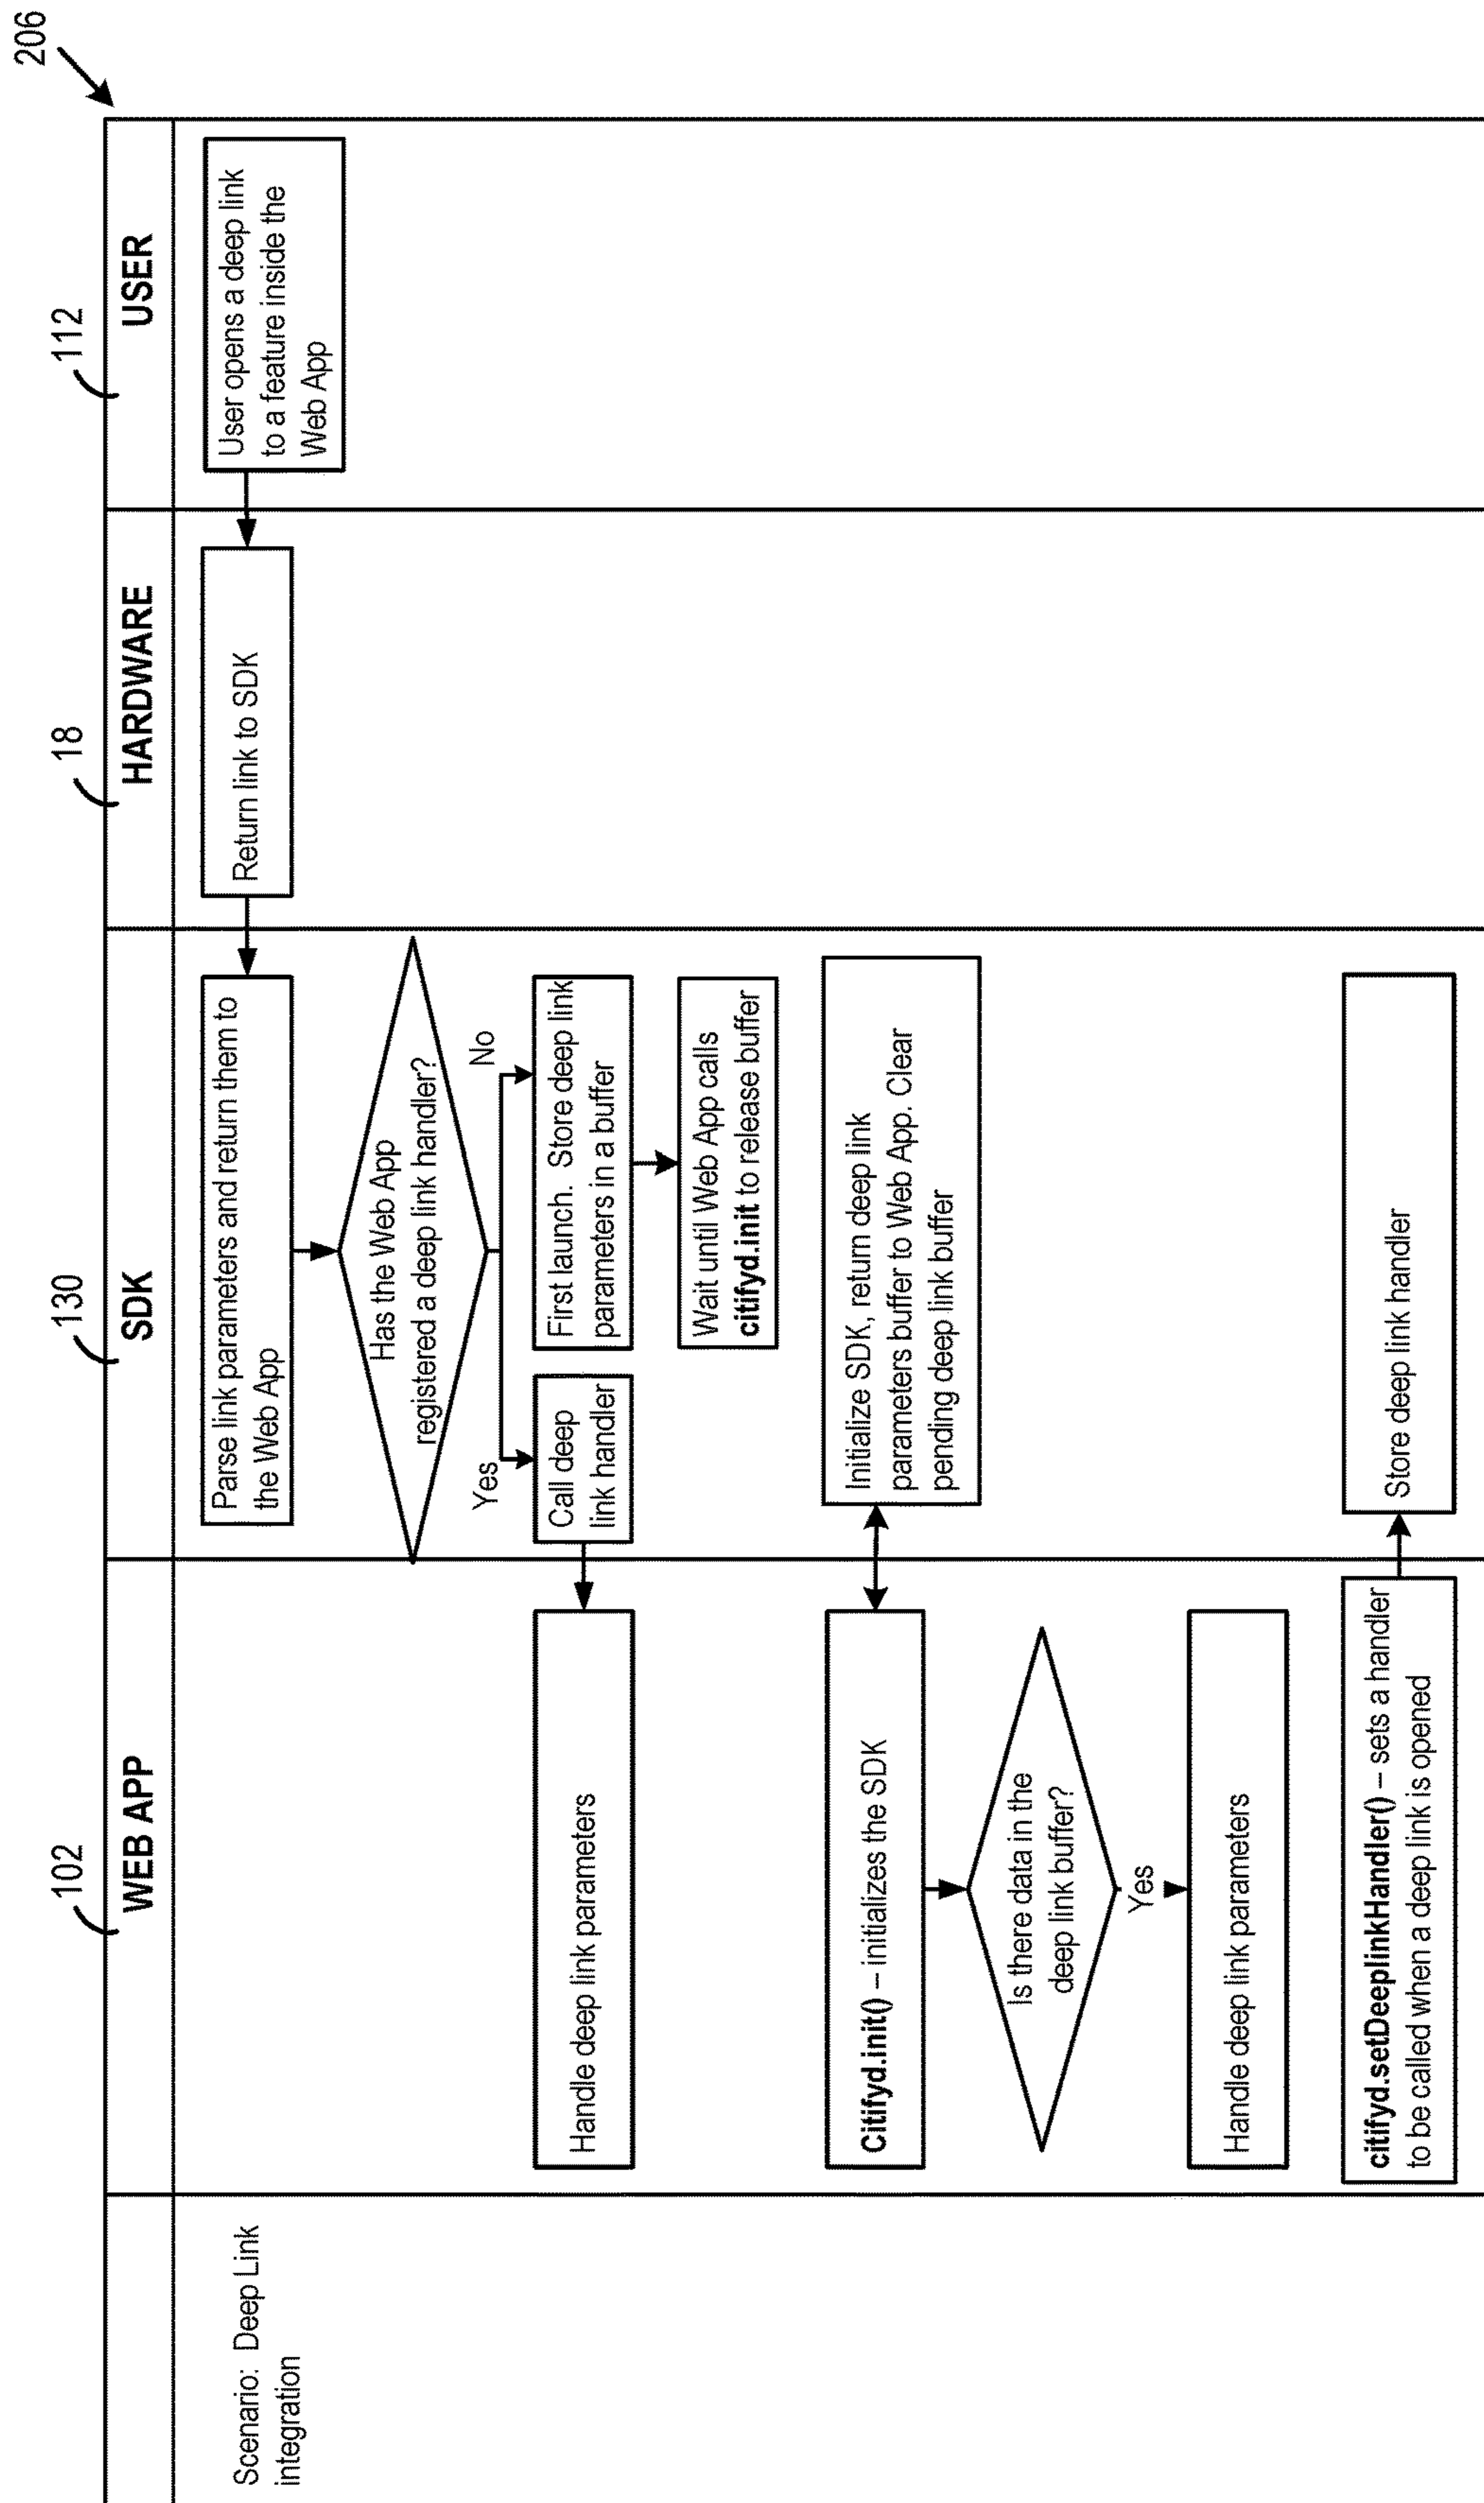 206
102
130
18
112
WEB APP
SDK
HARDWARE
USER
Scenario: Deep Link
integration
User opens a deep link
to a feature inside the
Web App
Return link to SDK
Parse link parameters and return them to
the Web App
Has the Web App
registered a deep link handler?
Yes
No
Call deep
link handler
First launch. Store deep link
parameters in a buffer
Handle deep link parameters
Wait until Web App calls
citifyd.init to release buffer
Citifyd.init() – initializes the SDK
Initialize SDK, return deep link
parameters buffer to Web App. Clear
pending deep link buffer
Is there data in the
deep link buffer?
Yes
Handle deep link parameters
citifyd.setDeeplinkHandler() – sets a handler
to be called when a deep link is opened
Store deep link handler